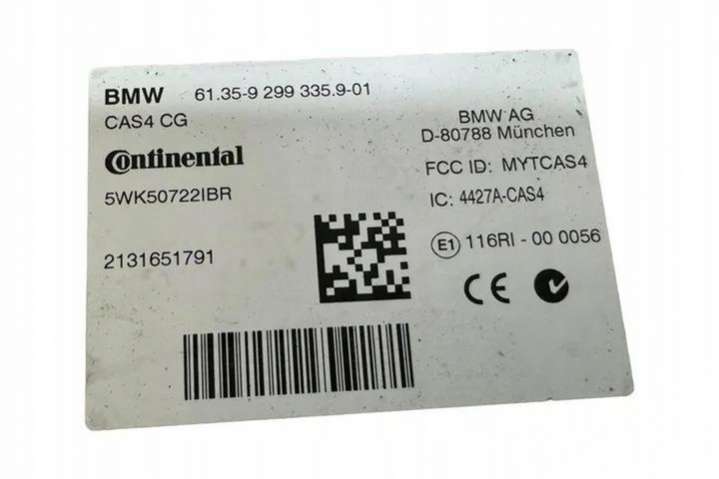 BMW 61.35-9 299 335.9-01
CAS4 CG
Continental
5WK50722IBR
2131651791
BMW AG
D-80788 München
FCC ID: MYTCAS4
IC: 4427A-CAS4
E1 116RI - 00 0056
CE